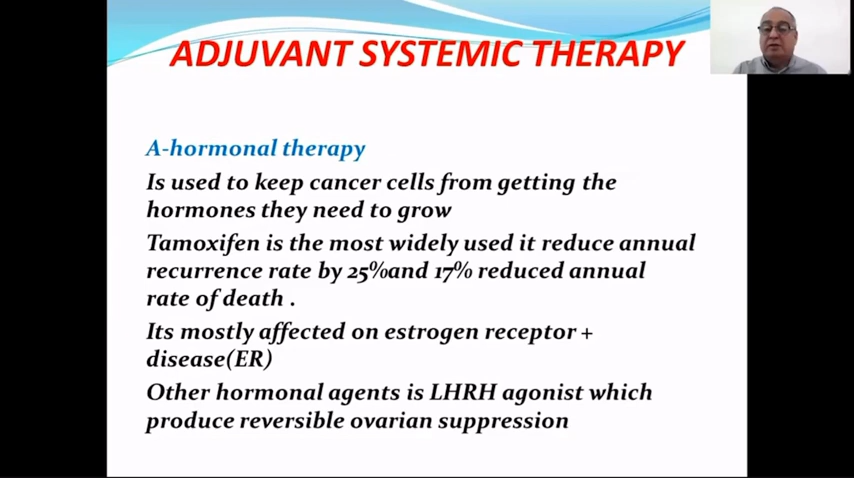 ADJUVANT SYSTEMIC THERAPY
A-hormonal therapy
Is used to keep cancer cells from getting the
hormones they need to grow
Tamoxifen is the most widely used it reduce annual
recurrence rate by 25%and 17% reduced annual
rate of death .
Its mostly affected on estrogen receptor +
disease(ER)
Other hormonal agents is LHRH agonist which
produce reversible ovarian suppression